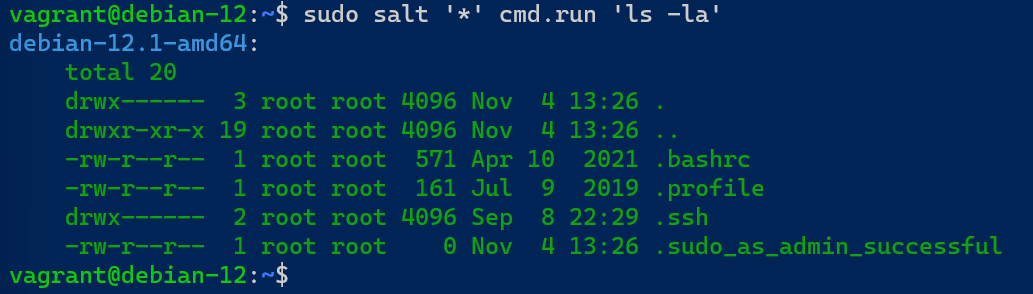 vagrant@debian-12:~$ sudo salt '*' cmd.run 'ls -la'
debian-12.1-amd64:
    total 20
    drwx------  3 root root 4096 Nov  4 13:26 .
    drwxr-xr-x 19 root root 4096 Nov  4 13:26 ..
    -rw-r--r--  1 root root  571 Apr 10  2021 .bashrc
    -rw-r--r--  1 root root  161 Jul  9  2019 .profile
    drwx------  2 root root 4096 Sep  8 22:29 .ssh
    -rw-r--r--  1 root root    0 Nov  4 13:26 .sudo_as_admin_successful
vagrant@debian-12:~$